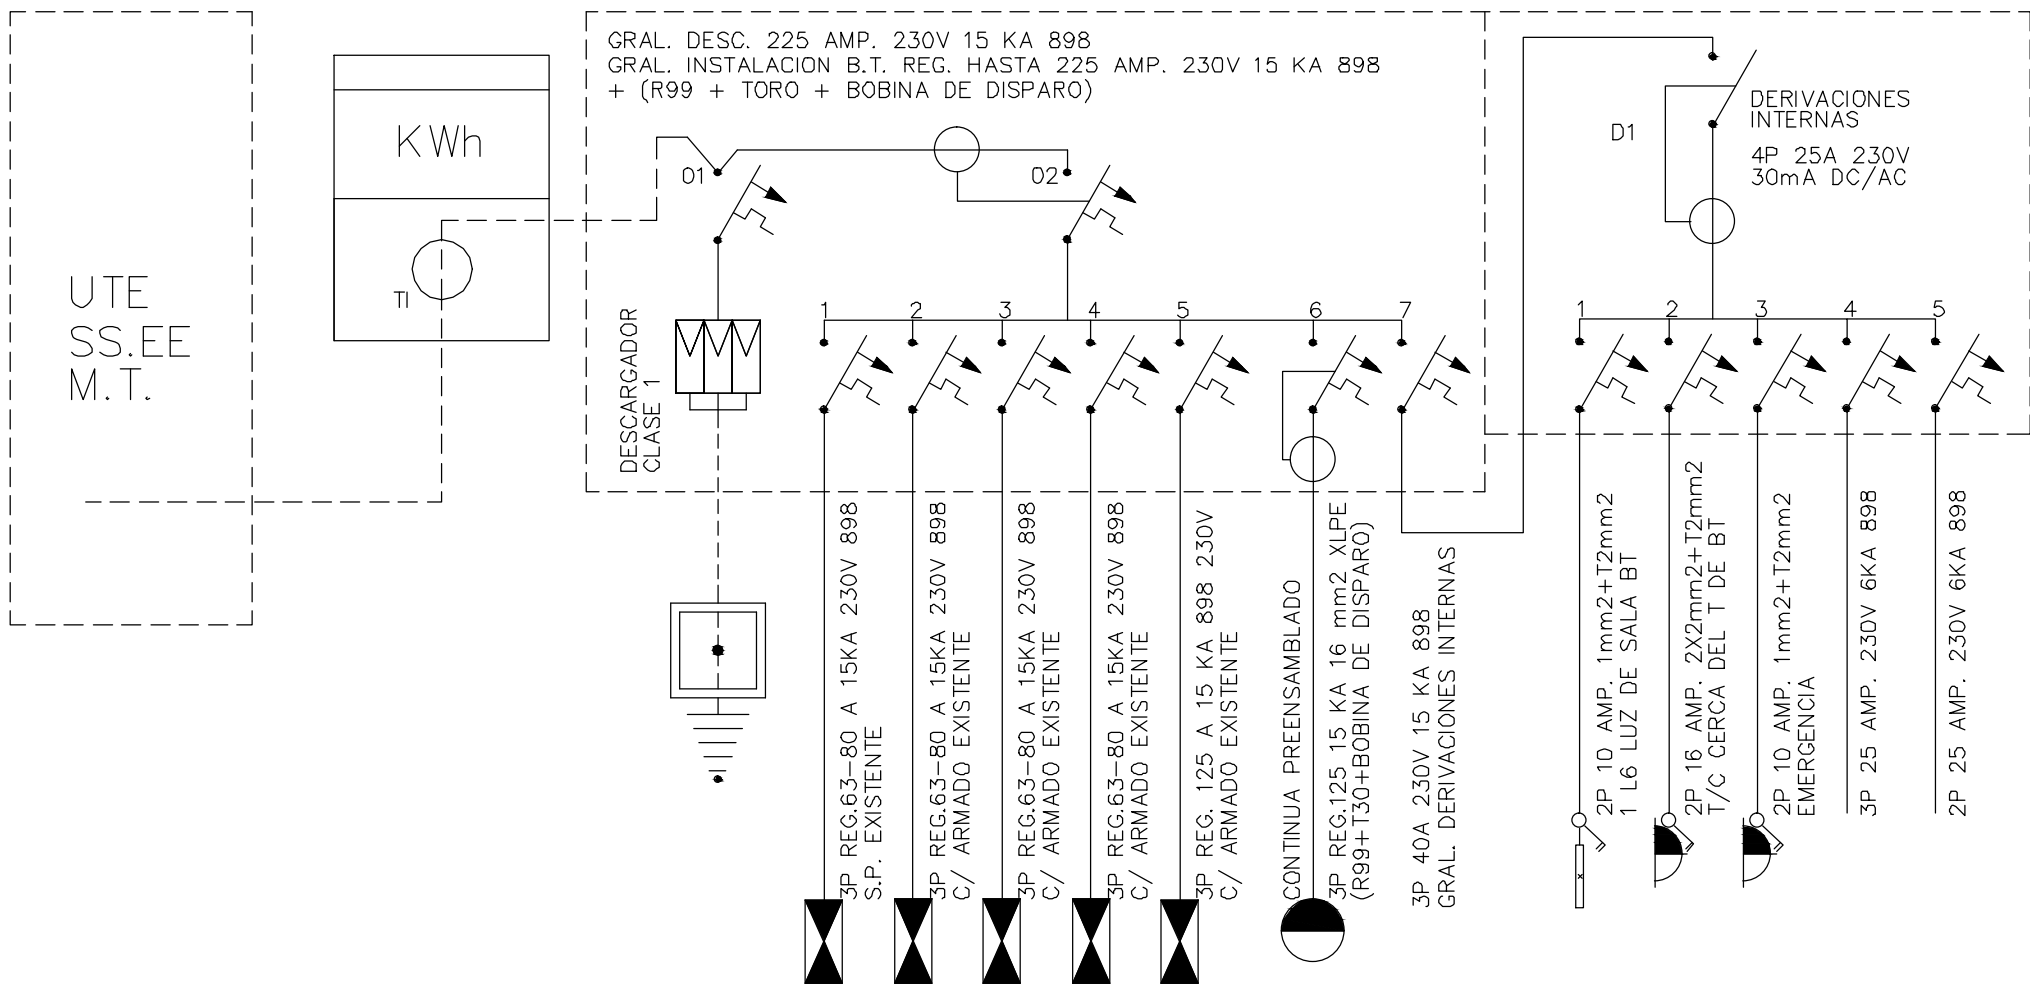 UTE
SS.EE
M.T.
KWh
TI
GRAL. DESC. 225 AMP. 230V 15 KA 898
GRAL. INSTALACION B.T. REG. HASTA 225 AMP. 230V 15 KA 898
+ (R99 + TORO + BOBINA DE DISPARO)
01
02
DESCARGADOR
CLASE 1
1
2
3
4
5
6
7
3P REG.63-80 A 15KA 230V 898
S.P. EXISTENTE
3P REG.63-80 A 15KA 230V 898
C/ ARMADO EXISTENTE
3P REG.63-80 A 15KA 230V 898
C/ ARMADO EXISTENTE
3P REG.63-80 A 15KA 230V 898
C/ ARMADO EXISTENTE
3P REG. 125 A 15 KA 898 230V
C/ ARMADO EXISTENTE
CONTINUA PREENSAMBLADO
3P REG.125 15 KA 16 mm2 XLPE
(R99+T30+BOBINA DE DISPARO)
3P 40A 230V 15 KA 898
GRAL. DERIVACIONES INTERNAS
D1
DERIVACIONES
INTERNAS
4P 25A 230V
30mA DC/AC
1
2
3
4
5
2P 10 AMP. 1mm2+T2mm2
1 L6 LUZ DE SALA BT
2P 16 AMP. 2X2mm2+T2mm2
T/C CERCA DEL T DE BT
2P 10 AMP. 1mm2+T2mm2
EMERGENCIA
3P 25 AMP. 230V 6KA 898
2P 25 AMP. 230V 6KA 898